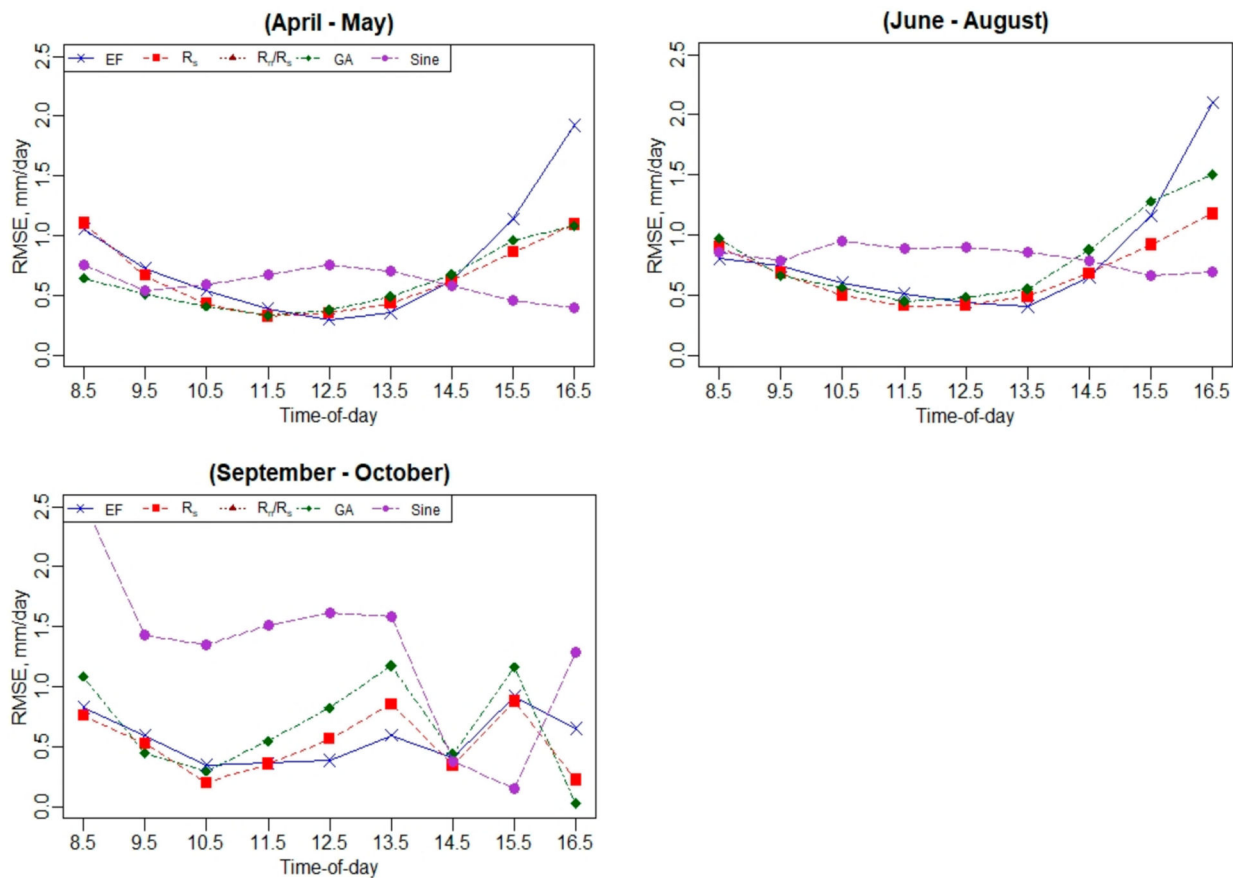 (April - May)
RMSE, mm/day
2.5
2.0
1.5
1.0
0.5
0.0
EF Rₛ Rₙ/Rₛ GA Sine
8.5 9.5 10.5 11.5 12.5 13.5 14.5 15.5 16.5
Time-of-day
(June - August)
RMSE, mm/day
2.5
2.0
1.5
1.0
0.5
0.0
8.5 9.5 10.5 11.5 12.5 13.5 14.5 15.5 16.5
Time-of-day
(September - October)
RMSE, mm/day
2.5
2.0
1.5
1.0
0.5
0.0
EF Rₛ Rₙ/Rₛ GA Sine
8.5 9.5 10.5 11.5 12.5 13.5 14.5 15.5 16.5
Time-of-day